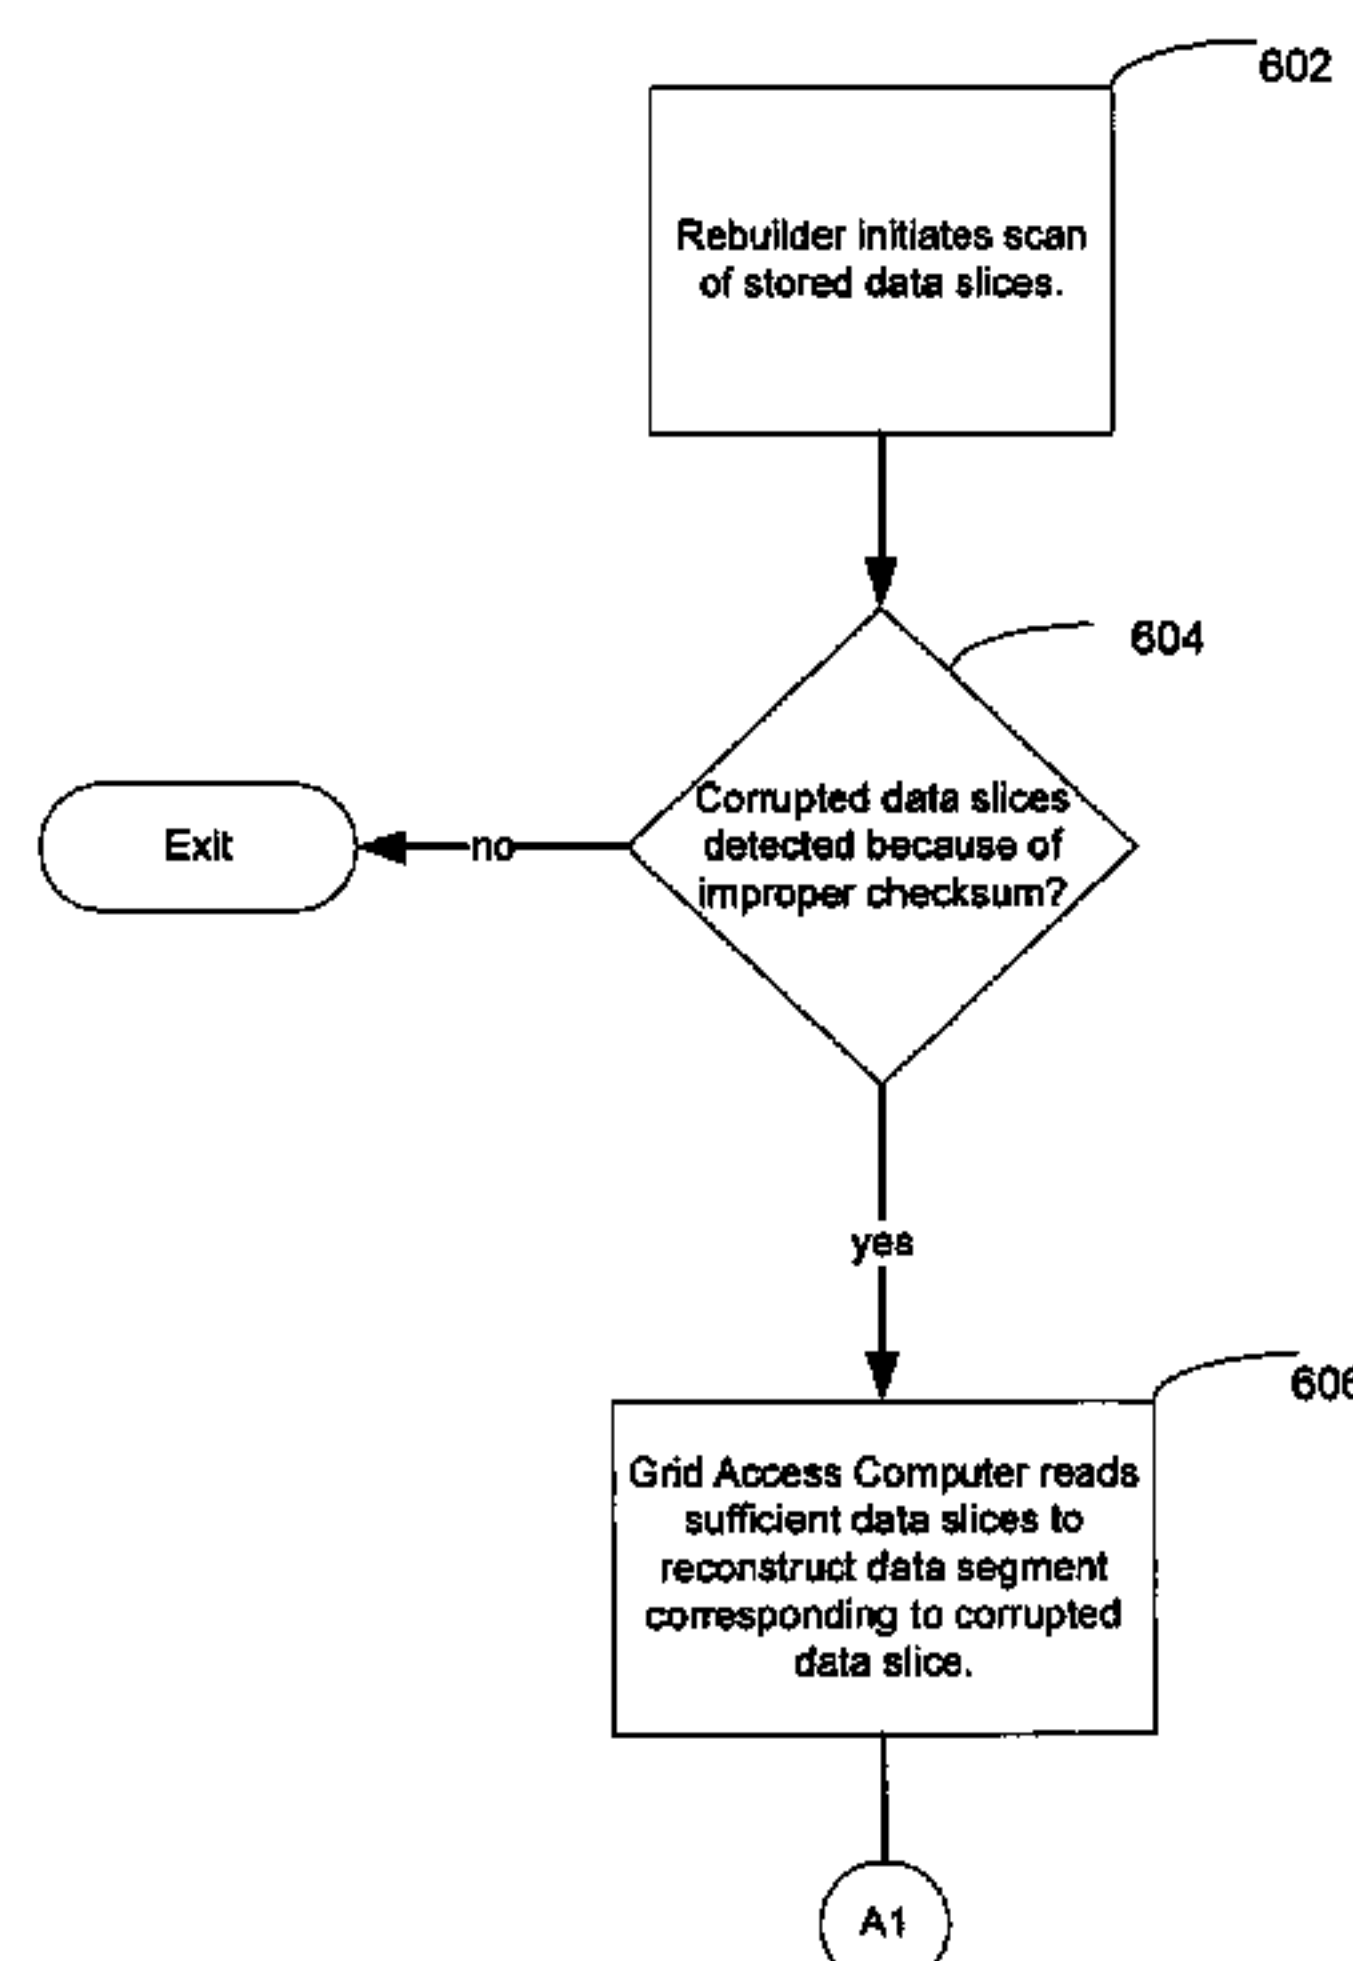 602
Rebuilder initiates scan
of stored data slices.
604
Corrupted data slices
detected because of
improper checksum?
no
Exit
yes
606
Grid Access Computer reads
sufficient data slices to
reconstruct data segment
corresponding to corrupted
data slice.
A1